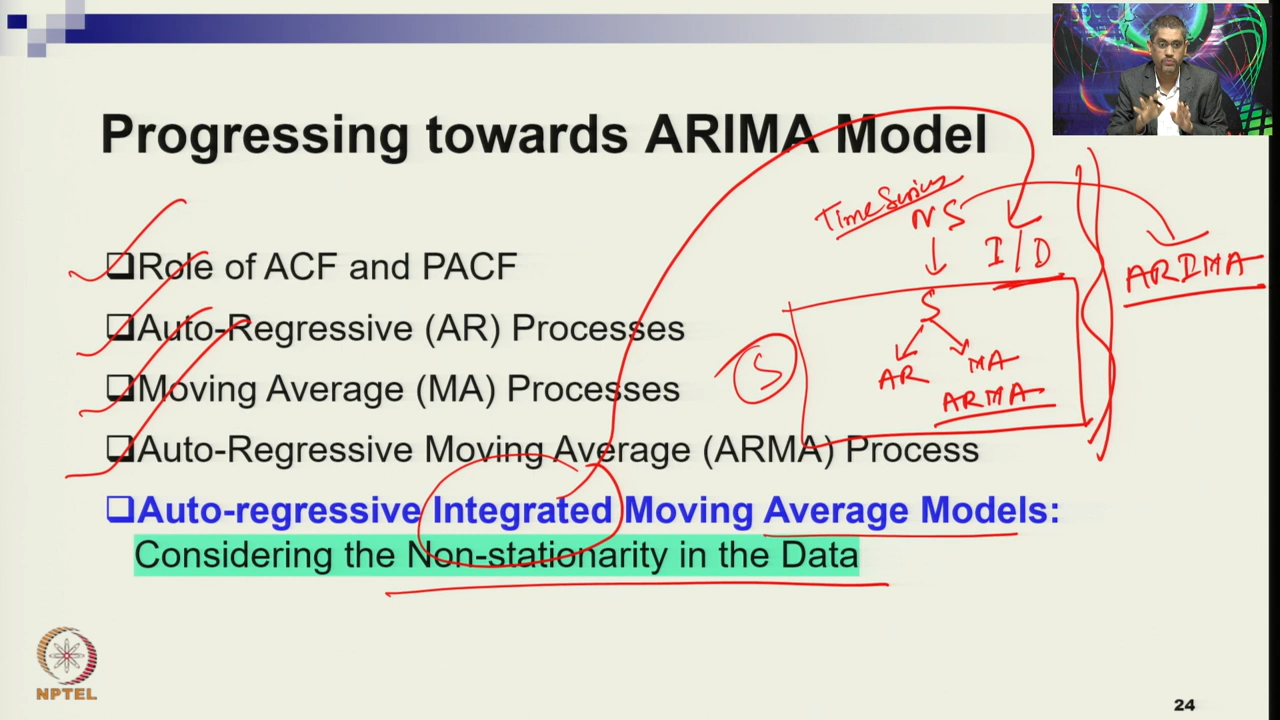 Progressing towards ARIMA Model
Time Series
NS
I/D
ARIMA
❑Role of ACF and PACF
S
❑Auto-Regressive (AR) Processes
S
AR
MA
❑Moving Average (MA) Processes
ARMA
❑Auto-Regressive Moving Average (ARMA) Process
❑Auto-regressive Integrated Moving Average Models:
Considering the Non-stationarity in the Data
NPTEL
24